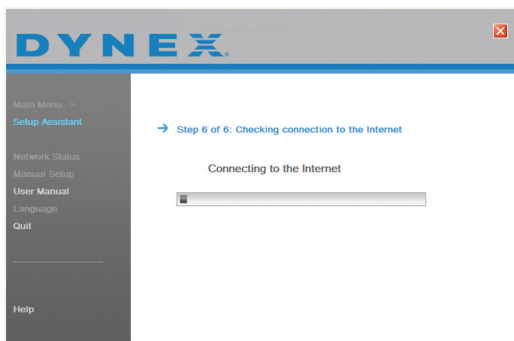 DYNEX
Main Menu >
Setup Assistant
Network Status
Manual Setup
User Manual
Language
Quit
Help
Step 6 of 6: Checking connection to the Internet
Connecting to the Internet